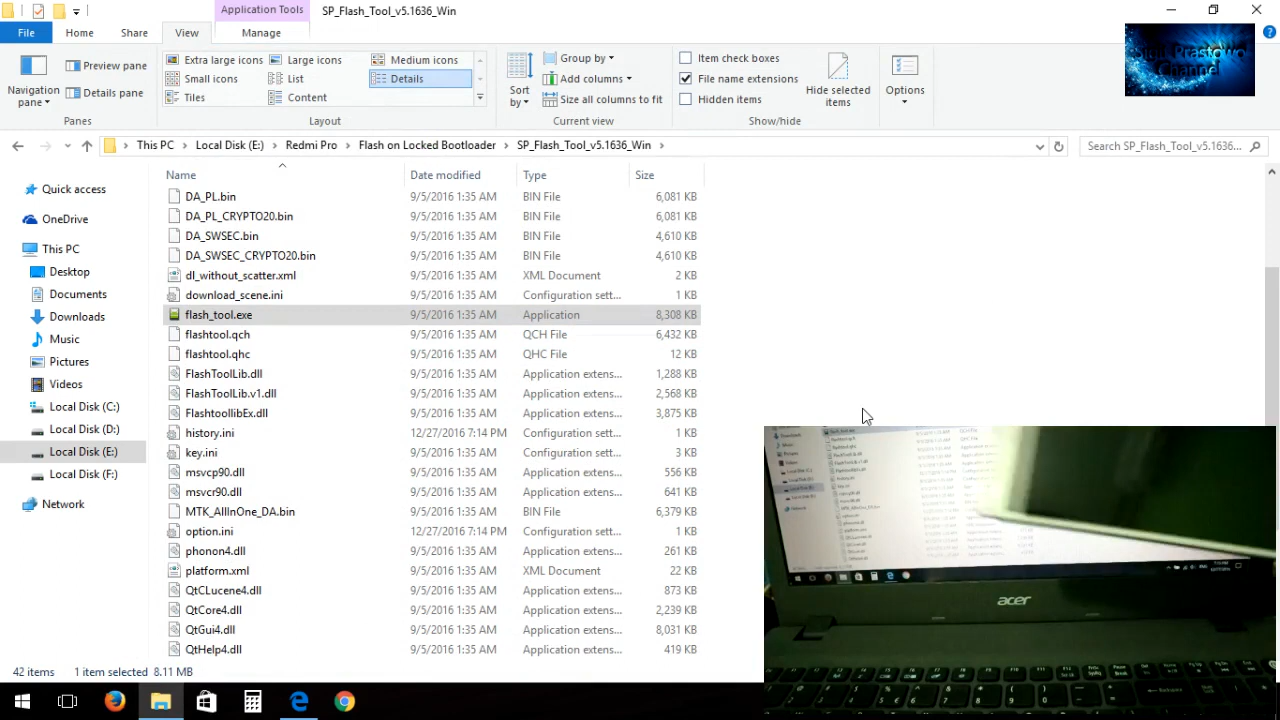 Application Tools
SP_Flash_Tool_v5.1636_Win
File
Home
Share
View
Manage
Preview pane
Details pane
Navigation
pane
Panes
Extra large icons
Large icons
Medium icons
Small icons
List
Details
Tiles
Content
Layout
Sort
by
Group by
Add columns
Size all columns to fit
Current view
Item check boxes
File name extensions
Hidden items
Hide selected
items
Show/hide
Options
Sigit Prastowo
Channel
This PC
Local Disk (E:)
Redmi Pro
Flash on Locked Bootloader
SP_Flash_Tool_v5.1636_Win
Search SP_Flash_Tool_v5.1636...
Quick access
OneDrive
This PC
Desktop
Documents
Downloads
Music
Pictures
Videos
Local Disk (C:)
Local Disk (D:)
Local Disk (E:)
Local Disk (F:)
Network
Name Date modified Type Size
DA_PL.bin 9/5/2016 1:35 AM BIN File 6,081 KB
DA_PL_CRYPTO20.bin 9/5/2016 1:35 AM BIN File 6,081 KB
DA_SWSEC.bin 9/5/2016 1:35 AM BIN File 4,610 KB
DA_SWSEC_CRYPTO20.bin 9/5/2016 1:35 AM BIN File 4,610 KB
dl_without_scatter.xml 9/5/2016 1:35 AM XML Document 2 KB
download_scene.ini 9/5/2016 1:35 AM Configuration sett... 1 KB
flash_tool.exe 9/5/2016 1:35 AM Application 8,308 KB
flashtool.qch 9/5/2016 1:35 AM QCH File 6,432 KB
flashtool.qhc 9/5/2016 1:35 AM QHC File 12 KB
FlashToolLib.dll 9/5/2016 1:35 AM Application extens... 1,288 KB
FlashToolLib.v1.dll 9/5/2016 1:35 AM Application extens... 2,568 KB
FlashtoollibEx.dll 9/5/2016 1:35 AM Application extens... 3,875 KB
history.ini 12/27/2016 7:14 PM Configuration sett... 1 KB
key.ini 9/5/2016 1:35 AM Configuration sett... 3 KB
msvcp90.dll 9/5/2016 1:35 AM Application extens... 556 KB
msvcr90.dll 9/5/2016 1:35 AM Application extens... 641 KB
MTK_AllInOne_DA.bin 9/5/2016 1:35 AM BIN File 6,379 KB
option.ini 12/27/2016 7:14 PM Configuration sett... 1 KB
phonon4.dll 9/5/2016 1:35 AM Application extens... 261 KB
platform.xml 9/5/2016 1:35 AM XML Document 22 KB
QtCLucene4.dll 9/5/2016 1:35 AM Application extens... 873 KB
QtCore4.dll 9/5/2016 1:35 AM Application extens... 2,239 KB
QtGui4.dll 9/5/2016 1:35 AM Application extens... 8,031 KB
QtHelp4.dll 9/5/2016 1:35 AM Application extens... 419 KB
42 items
1 item selected 8.11 MB
acer